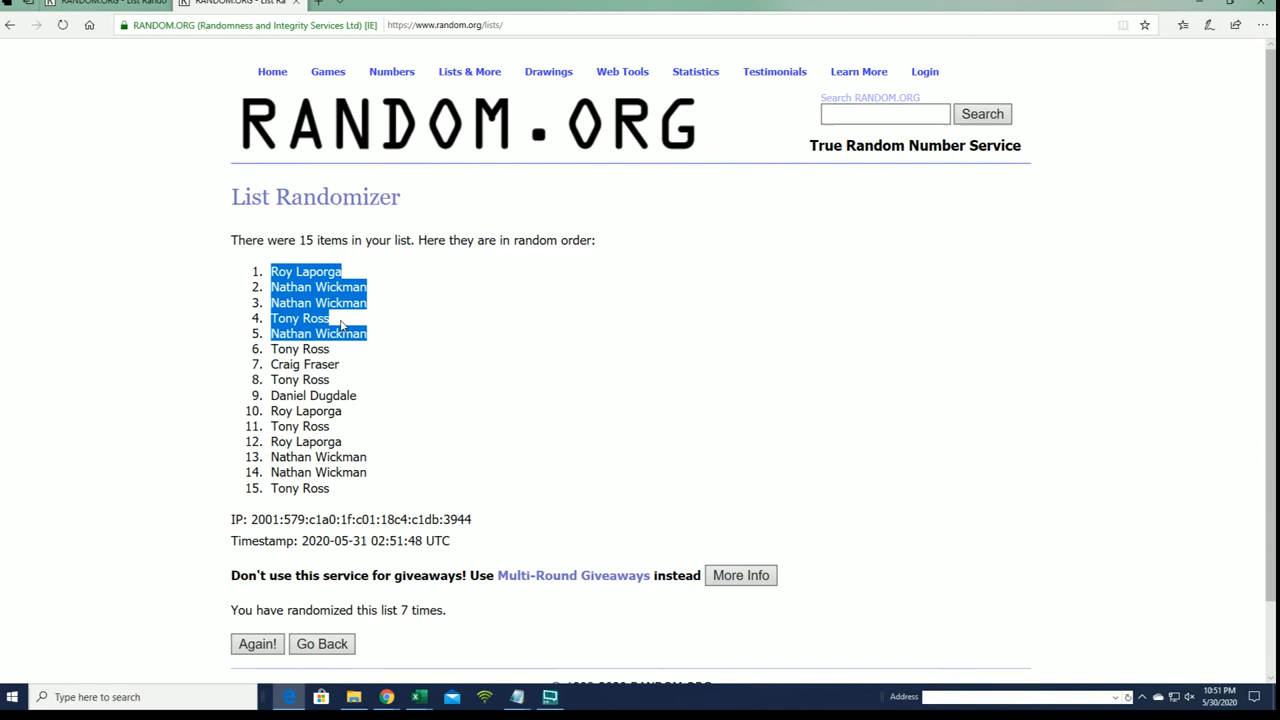 RANDOM.ORG - List Rando
RANDOM.ORG - List Ra
RANDOM.ORG (Randomness and Integrity Services Ltd) [IE]
https://www.random.org/lists/
Home Games Numbers Lists & More Drawings Web Tools Statistics Testimonials Learn More Login
Search RANDOM.ORG
RANDOM.ORG
Search
True Random Number Service
List Randomizer
There were 15 items in your list. Here they are in random order:
1. Roy Laporga
2. Nathan Wickman
3. Nathan Wickman
4. Tony Ross
5. Nathan Wickman
6. Tony Ross
7. Craig Fraser
8. Tony Ross
9. Daniel Dugdale
10. Roy Laporga
11. Tony Ross
12. Roy Laporga
13. Nathan Wickman
14. Nathan Wickman
15. Tony Ross
IP: 2001:579:c1a0:1f:c01:18c4:c1db:3944
Timestamp: 2020-05-31 02:51:48 UTC
Don't use this service for giveaways! Use Multi-Round Giveaways instead More Info
You have randomized this list 7 times.
Again! Go Back
Type here to search
Address
10:51 PM
5/30/2020